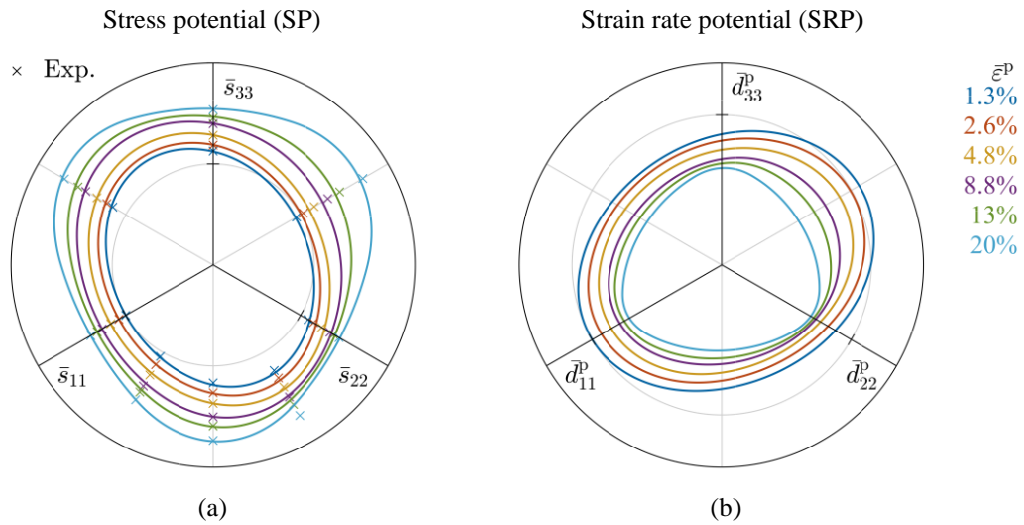 Stress potential (SP)
Strain rate potential (SRP)
× Exp.
s̄₃₃
s̄₁₁
s̄₂₂
d̄ᵖ₃₃
d̄ᵖ₁₁
d̄ᵖ₂₂
ε̄ᵖ
1.3%
2.6%
4.8%
8.8%
13%
20%
(a)
(b)